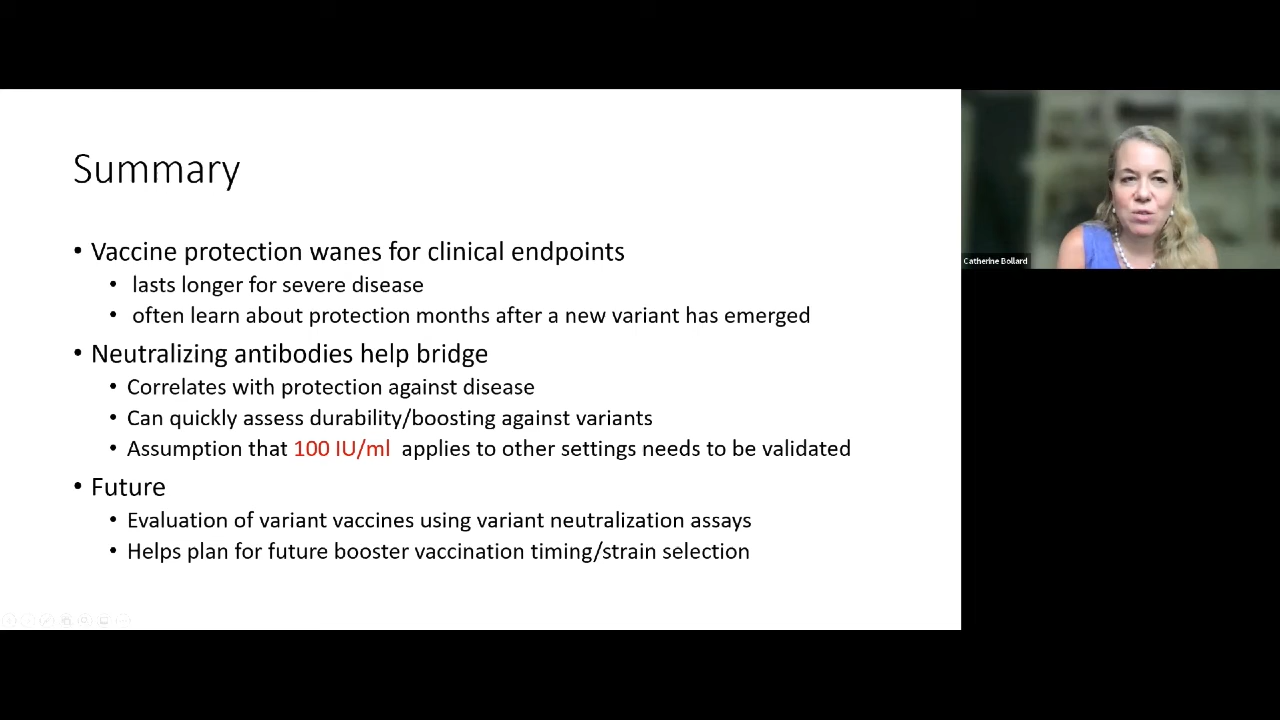 Summary
• Vaccine protection wanes for clinical endpoints
• lasts longer for severe disease
• often learn about protection months after a new variant has emerged
• Neutralizing antibodies help bridge
• Correlates with protection against disease
• Can quickly assess durability/boosting against variants
• Assumption that 100 IU/ml applies to other settings needs to be validated
• Future
• Evaluation of variant vaccines using variant neutralization assays
• Helps plan for future booster vaccination timing/strain selection
Catherine Bollard